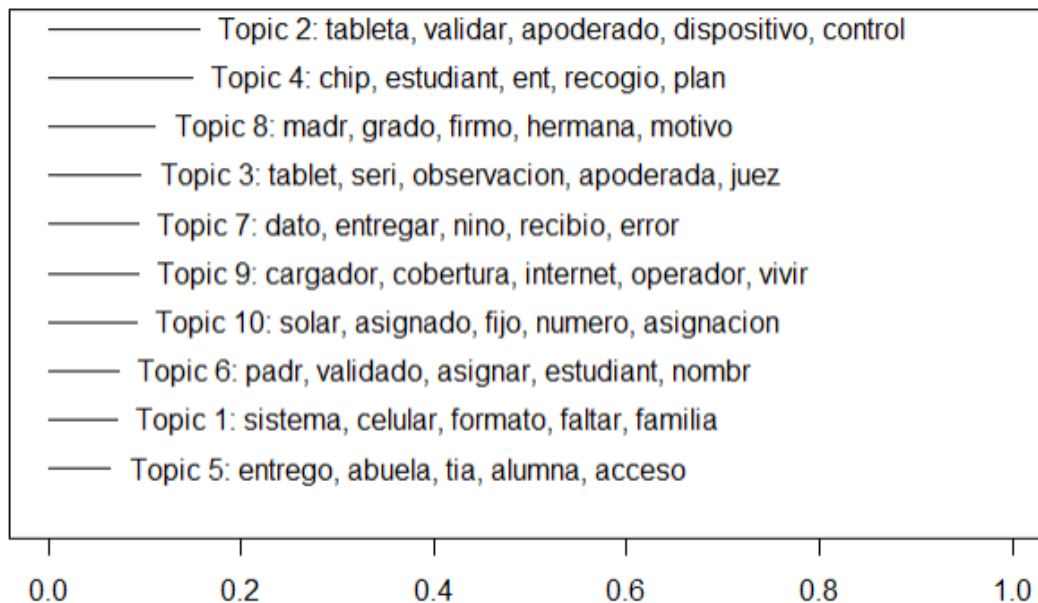 Topic 2: tableta, validar, apoderado, dispositivo, control
Topic 4: chip, estudiant, ent, recogio, plan
Topic 8: madr, grado, firmo, hermana, motivo
Topic 3: tablet, seri, observacion, apoderada, juez
Topic 7: dato, entregar, nino, recibio, error
Topic 9: cargador, cobertura, internet, operador, vivir
Topic 10: solar, asignado, fijo, numero, asignacion
Topic 6: padr, validado, asignar, estudiant, nombr
Topic 1: sistema, celular, formato, faltar, familia
Topic 5: entrego, abuela, tia, alumna, acceso
0.0 0.2 0.4 0.6 0.8 1.0